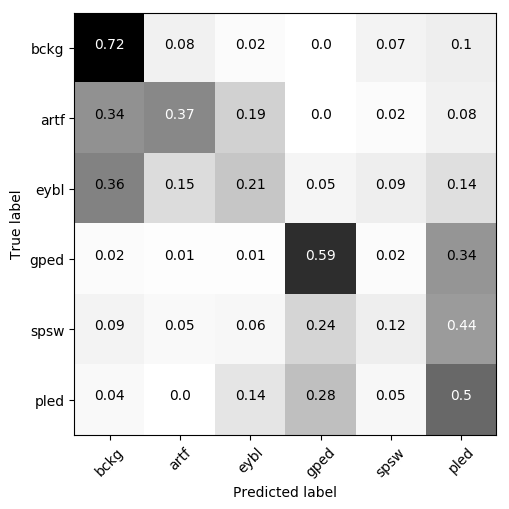 True label
bckg 0.72 0.08 0.02 0.0 0.07 0.1
artf 0.34 0.37 0.19 0.0 0.02 0.08
eybl 0.36 0.15 0.21 0.05 0.09 0.14
gped 0.02 0.01 0.01 0.59 0.02 0.34
spsw 0.09 0.05 0.06 0.24 0.12 0.44
pled 0.04 0.0 0.14 0.28 0.05 0.5
bckg artf eybl gped spsw pled
Predicted label